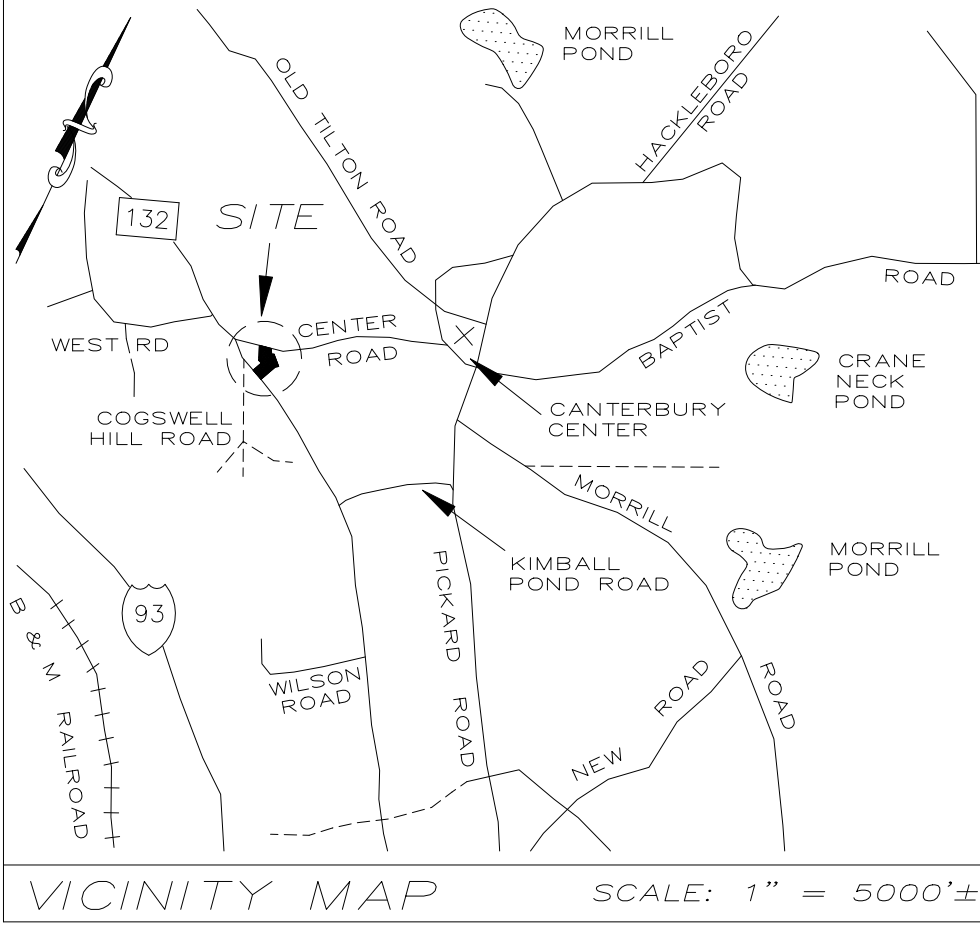 MORRILL
POND
HACKLEBORO
ROAD
OLD TILTON ROAD
132
SITE
CENTER
ROAD
WEST RD
BAPTIST
ROAD
CRANE
NECK
POND
COGSWELL
HILL ROAD
CANTERBURY
CENTER
MORRILL
ROAD
MORRILL
POND
KIMBALL
POND ROAD
PICKARD ROAD
93
B & M RAILROAD
WILSON
ROAD
NEW ROAD
VICINITY MAP
SCALE: 1" = 5000'±